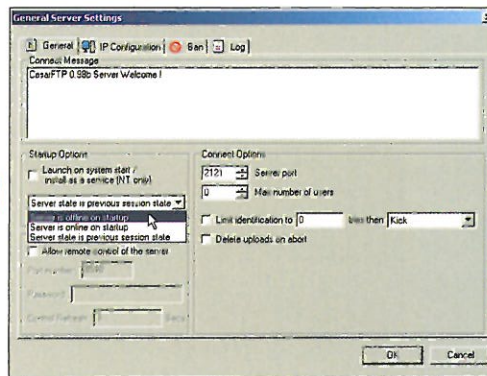 General Server Settings
General
IP Configuration
Ban
Log
Connect Message
CesarFTP 0.98b Server Welcome !
Startup Options
Launch on system start /
install as a service (NT only)
Server state is previous session state
Server is offline on startup
Server is online on startup
Server state is previous session state
Allow remote control of the server
Port number
Password
Control Refresh
Secs
Connect Options
2121 Server port
0 Max number of users
Limit identification to 0 times then Kick
Delete uploads on abort
OK
Cancel